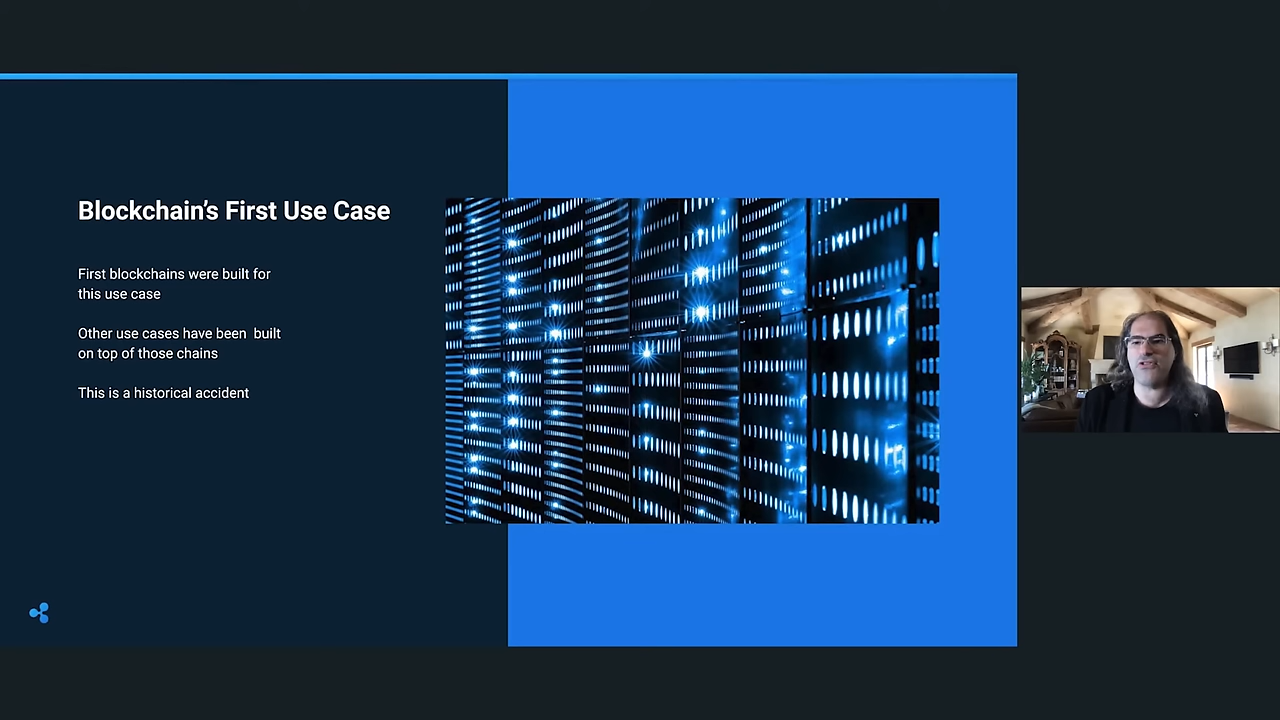 Blockchain's First Use Case
First blockchains were built for
this use case
Other use cases have been  built
on top of those chains
This is a historical accident